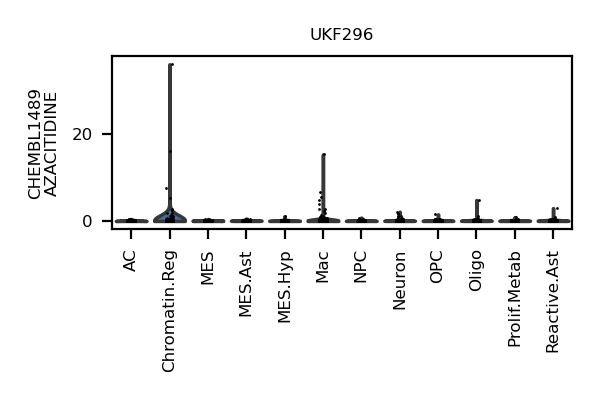 UKF296
CHEMBL1489
AZACITIDINE
20
0
AC
Chromatin.Reg
MES
MES.Ast
MES.Hyp
Mac
NPC
Neuron
OPC
Oligo
Prolif.Metab
Reactive.Ast